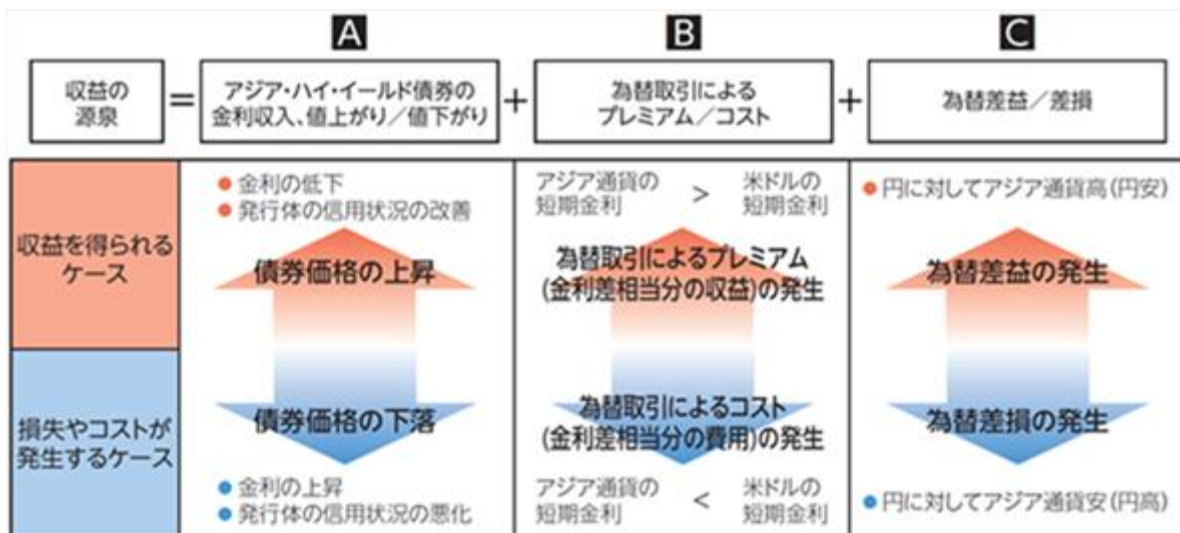 A
B
C
収益の
源泉
=
アジア・ハイ・イールド債券の
金利収入、値上がり/値下がり
+
為替取引による
プレミアム/コスト
+
為替差益/差損
収益を得られる
ケース
● 金利の低下
● 発行体の信用状況の改善
債券価格の上昇
アジア通貨の
短期金利
>
米ドルの
短期金利
為替取引によるプレミアム
(金利差相当分の収益)の発生
● 円に対してアジア通貨高(円安)
為替差益の発生
損失やコストが
発生するケース
債券価格の下落
● 金利の上昇
● 発行体の信用状況の悪化
為替取引によるコスト
(金利差相当分の費用)の発生
アジア通貨の
短期金利
<
米ドルの
短期金利
為替差損の発生
● 円に対してアジア通貨安(円高)